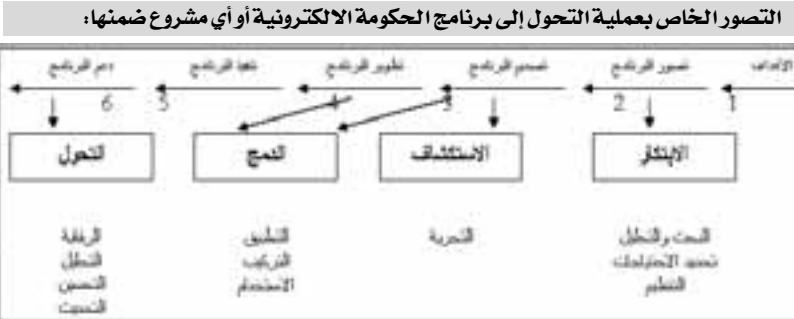 التصور الخاص بعملية التحول إلى برنامج الحكومة الالكترونية أو أي مشروع ضمنها:
الأهداف تصور البرنامج تصميم البرنامج تطوير البرنامج تنفيذ البرنامج دعم البرنامج
1 2 3 4 5 6
الابتكار الاستكشاف الدمج التحول
البحث والتحليل التجربة التطبيق الرقابة
تحديد الاحتياجات التركيب التحليل
التنظيم الاستخدام التحسين
التحديث